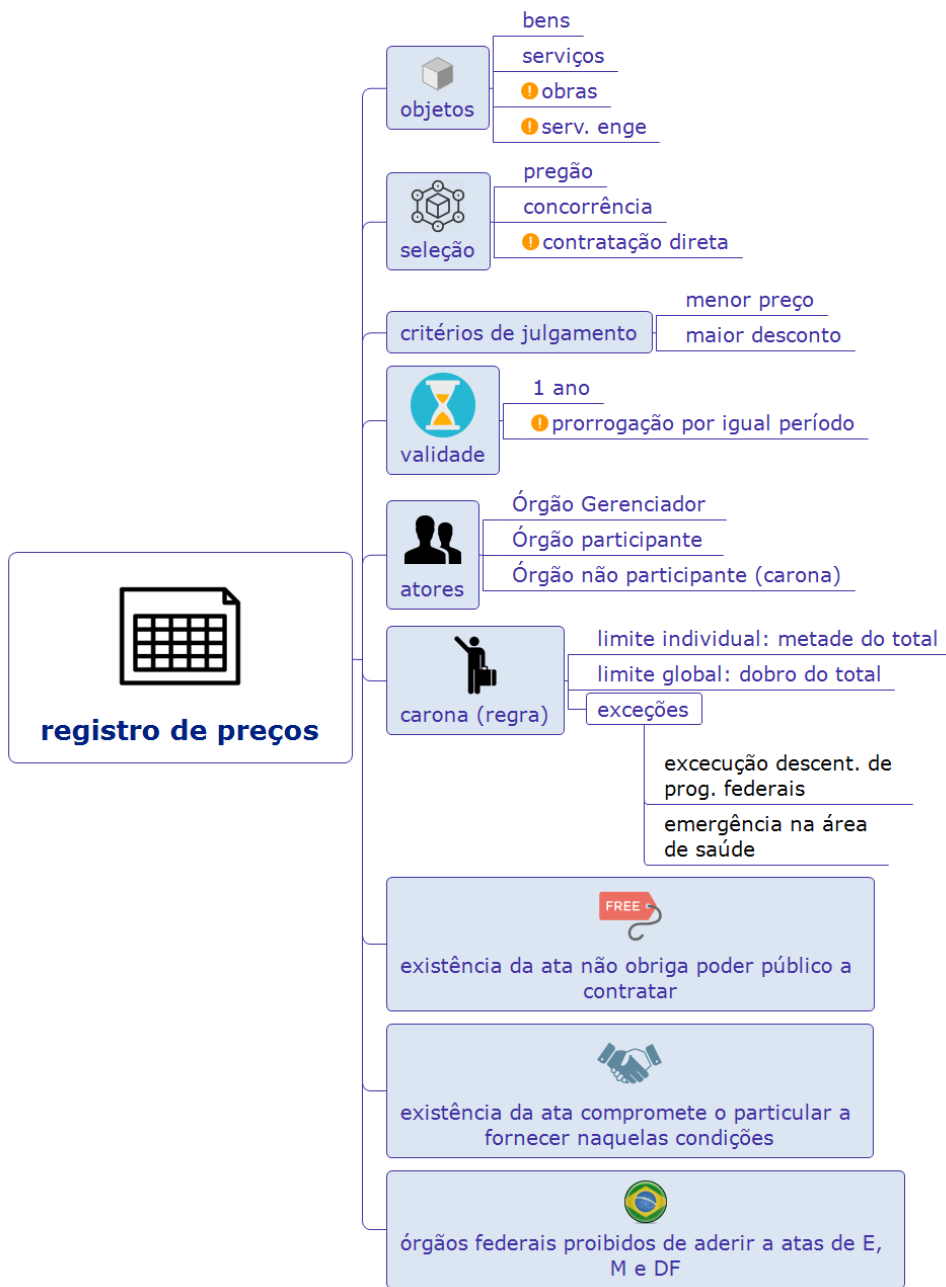 bens
serviços
obras
serv. enge
objetos
pregão
concorrência
contratação direta
seleção
menor preço
maior desconto
critérios de julgamento
1 ano
prorrogação por igual período
validade
Órgão Gerenciador
Órgão participante
Órgão não participante (carona)
atores
registro de preços
limite individual: metade do total
limite global: dobro do total
exceções
carona (regra)
excecução descent. de
prog. federais
emergência na área
de saúde
FREE
existência da ata não obriga poder público a
contratar
existência da ata compromete o particular a
fornecer naquelas condições
órgãos federais proibidos de aderir a atas de E,
M e DF